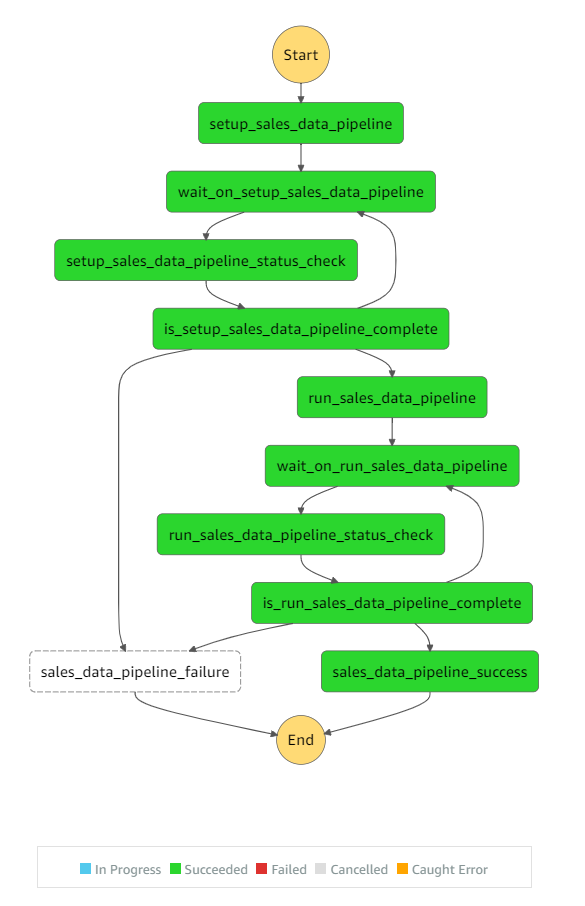 Start
setup_sales_data_pipeline
wait_on_setup_sales_data_pipeline
setup_sales_data_pipeline_status_check
is_setup_sales_data_pipeline_complete
run_sales_data_pipeline
wait_on_run_sales_data_pipeline
run_sales_data_pipeline_status_check
is_run_sales_data_pipeline_complete
sales_data_pipeline_failure
sales_data_pipeline_success
End
In Progress Succeeded Failed Cancelled Caught Error